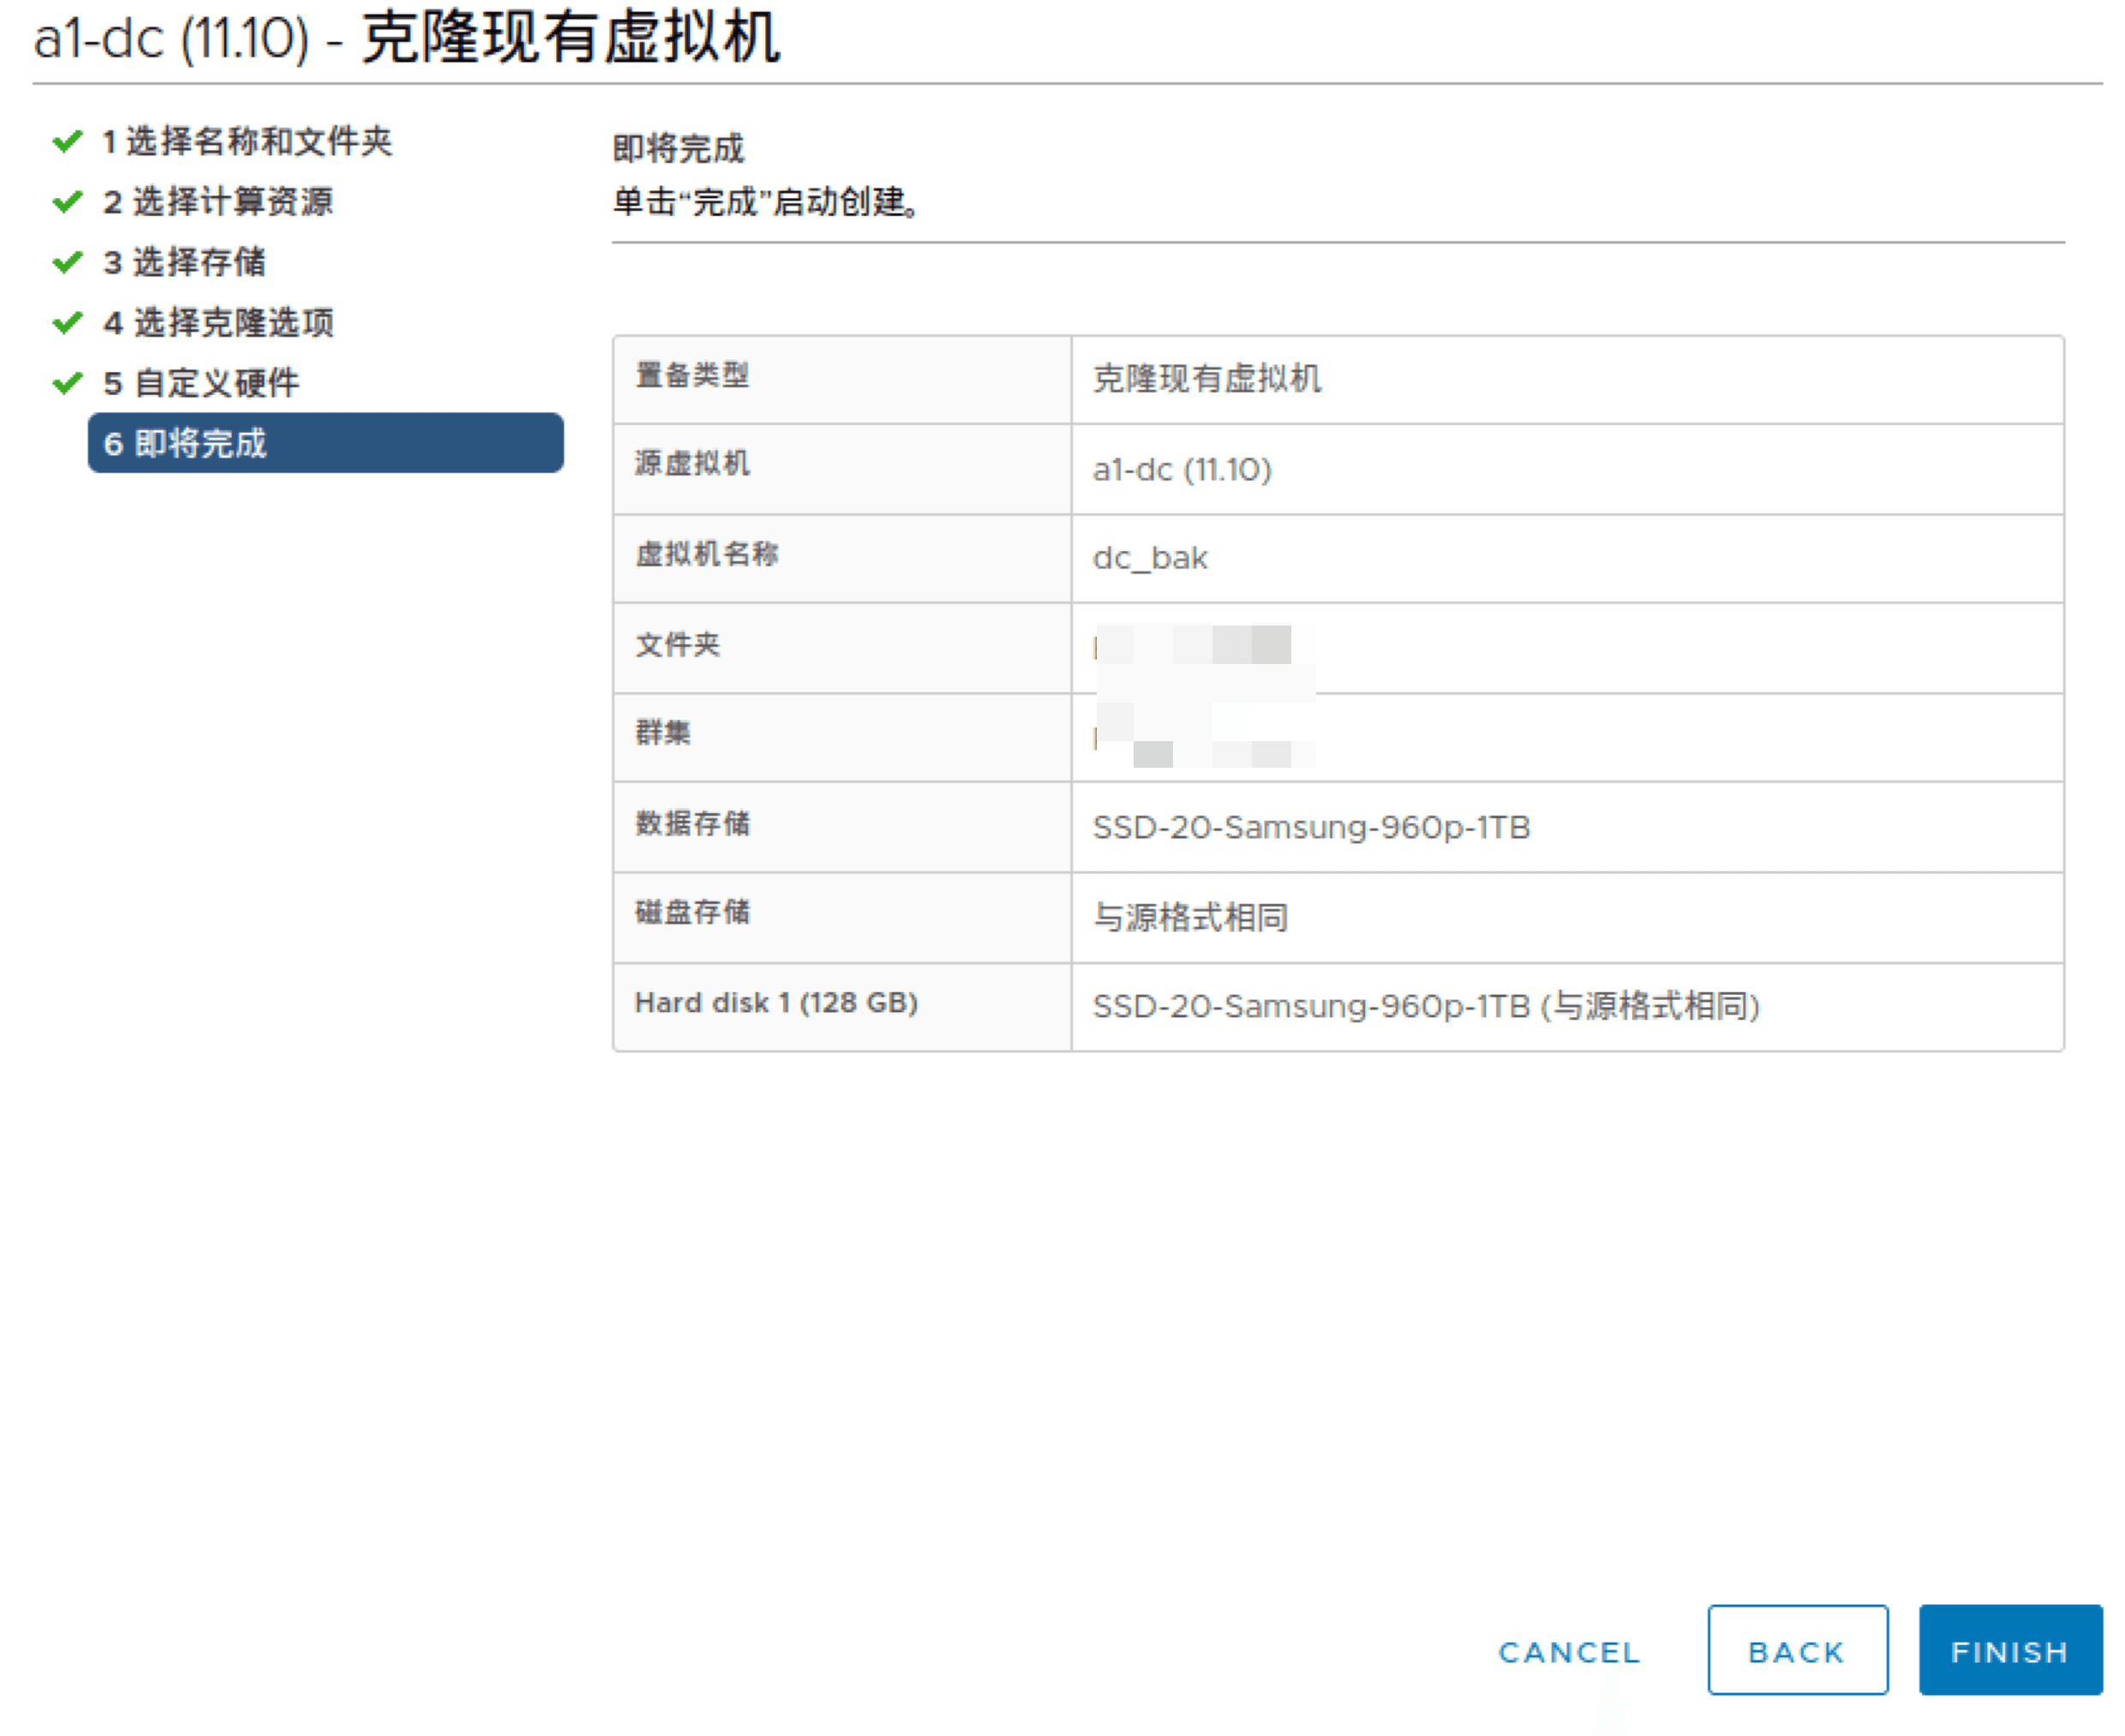 a1-dc (11.10) - 克隆现有虚拟机
1 选择名称和文件夹
2 选择计算资源
3 选择存储
4 选择克隆选项
5 自定义硬件
6 即将完成
即将完成
单击“完成”启动创建。
置备类型 克隆现有虚拟机
源虚拟机 a1-dc (11.10)
虚拟机名称 dc_bak
文件夹
群集
数据存储 SSD-20-Samsung-960p-1TB
磁盘存储 与源格式相同
Hard disk 1 (128 GB) SSD-20-Samsung-960p-1TB (与源格式相同)
CANCEL BACK FINISH